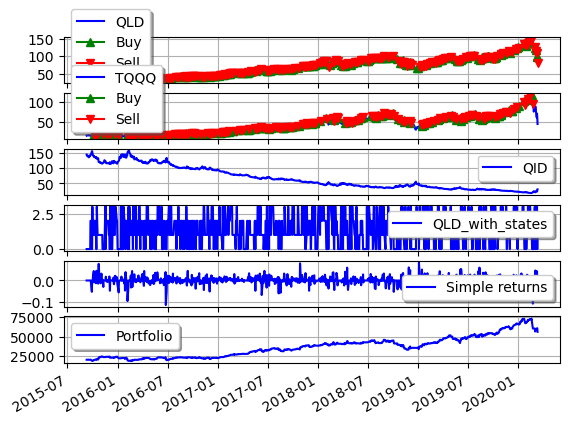 QLD
Buy
Sell
150
100
50
TQQQ
Buy
Sell
100
50
150
100
50
QID
2.5
0.0
QLD_with_states
0.0
−0.1
Simple returns
75000
50000
25000
Portfolio
2015-07
2016-01
2016-07
2017-01
2017-07
2018-01
2018-07
2019-01
2019-07
2020-01